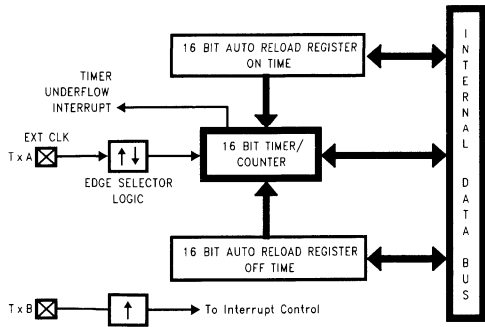 16 BIT AUTO RELOAD REGISTER
ON TIME
TIMER
UNDERFLOW
INTERRUPT
EXT CLK
TxA
16 BIT TIMER/
COUNTER
EDGE SELECTOR
LOGIC
16 BIT AUTO RELOAD REGISTER
OFF TIME
TxB
To Interrupt Control
INTERNAL DATA BUS